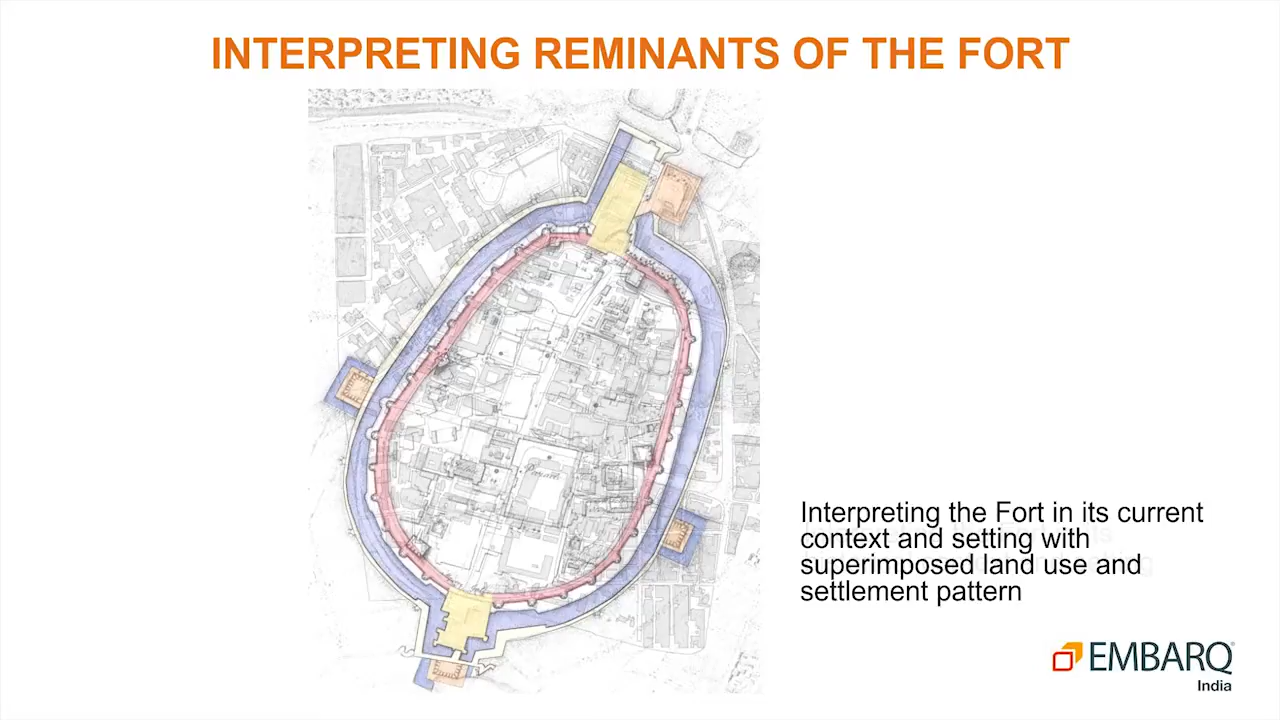 INTERPRETING REMINANTS OF THE FORT
Interpreting the Fort in its current
context and setting with
superimposed land use and
settlement pattern
EMBARQ®
India